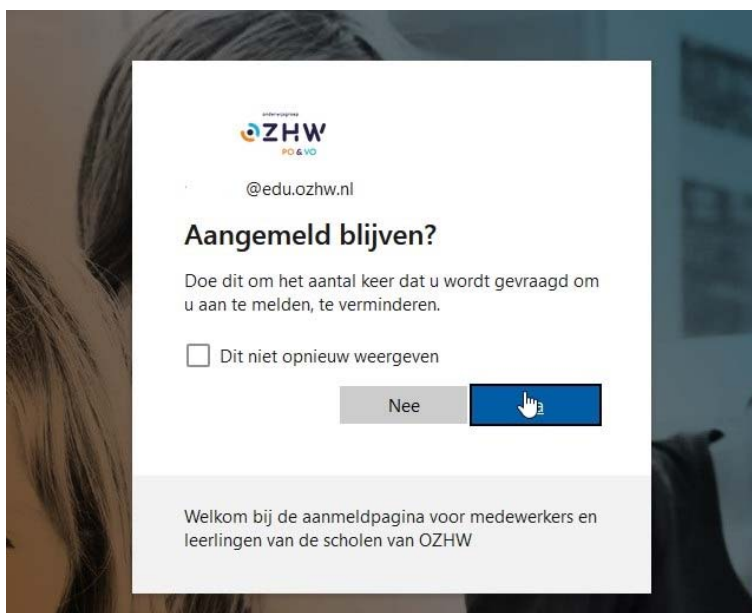 onderwijsgroep
OZHW
PO & VO
@edu.ozhw.nl
Aangemeld blijven?
Doe dit om het aantal keer dat u wordt gevraagd om
u aan te melden, te verminderen.
Dit niet opnieuw weergeven
Nee
Welkom bij de aanmeldpagina voor medewerkers en
leerlingen van de scholen van OZHW